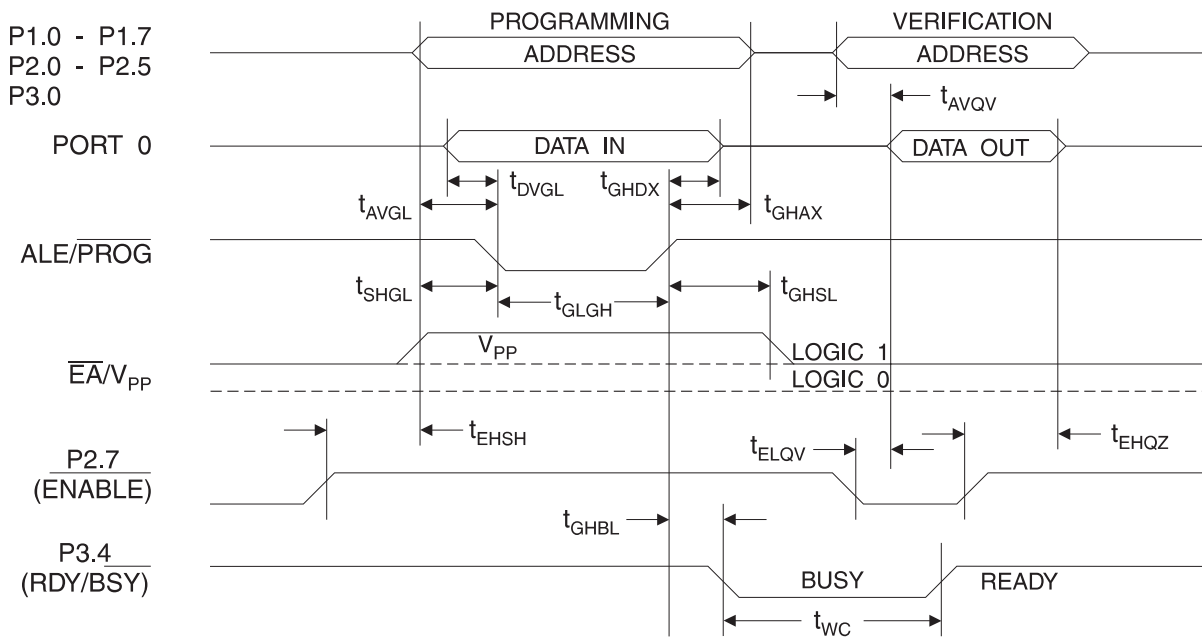 PROGRAMMING
VERIFICATION
P1.0 - P1.7
P2.0 - P2.5
P3.0
ADDRESS
ADDRESS
tAVQV
PORT 0
DATA IN
DATA OUT
tDVGL
tGHDX
tAVGL
tGHAX
ALE/PROG
tSHGL
tGLGH
tGHSL
VPP
LOGIC 1
EA/VPP
LOGIC 0
tEHSH
tELQV
tEHQZ
P2.7
(ENABLE)
tGHBL
P3.4
(RDY/BSY)
BUSY
READY
tWC